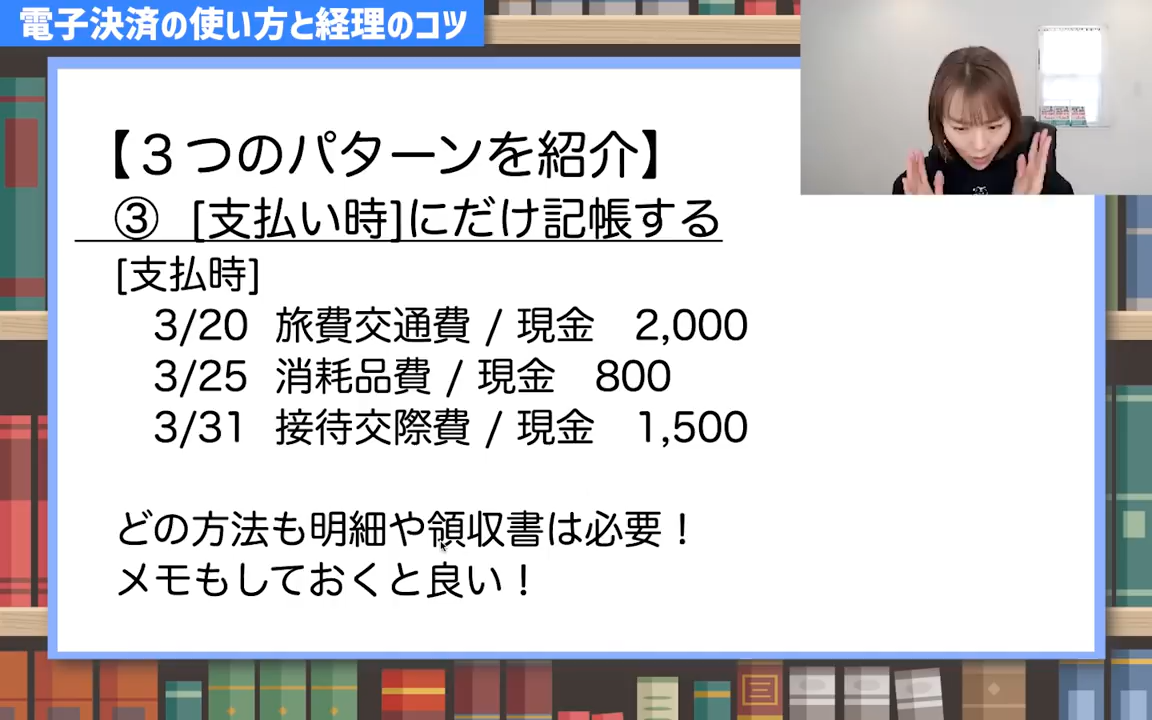 電子決済の使い方と経理のコツ
【３つのパターンを紹介】
③ [支払い時]にだけ記帳する
[支払時]
3/20 旅費交通費 / 現金 2,000
3/25 消耗品費 / 現金 800
3/31 接待交際費 / 現金 1,500
どの方法も明細や領収書は必要！
メモもしておくと良い！